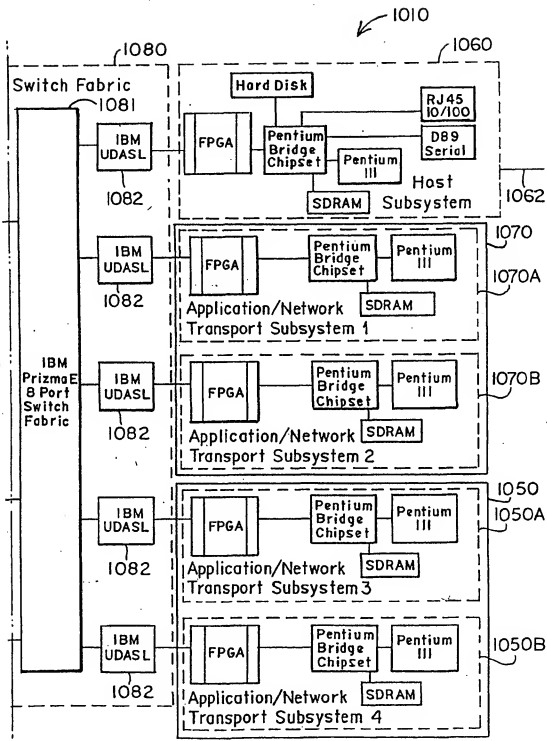 1010
1080
1060
Switch Fabric
1081
Hard Disk
RJ45
10/100
IBM
UDASL
FPGA
Pentium
Bridge
Chipset
DB9
Serial
Pentium
III
1082
Host
Subsystem
SDRAM
1062
1070
IBM
UDASL
FPGA
Pentium
Bridge
Chipset
Pentium
III
1070A
1082
SDRAM
Application/Network
Transport Subsystem 1
IBM
PrizmaE
8 Port
Switch
Fabric
IBM
UDASL
FPGA
Pentium
Bridge
Chipset
Pentium
III
1070B
1082
SDRAM
Application/Network
Transport Subsystem 2
1050
IBM
UDASL
FPGA
Pentium
Bridge
Chipset
Pentium
III
1050A
1082
SDRAM
Application/Network
Transport Subsystem 3
IBM
UDASL
FPGA
Pentium
Bridge
Chipset
Pentium
III
1050B
1082
SDRAM
Application/Network
Transport Subsystem 4